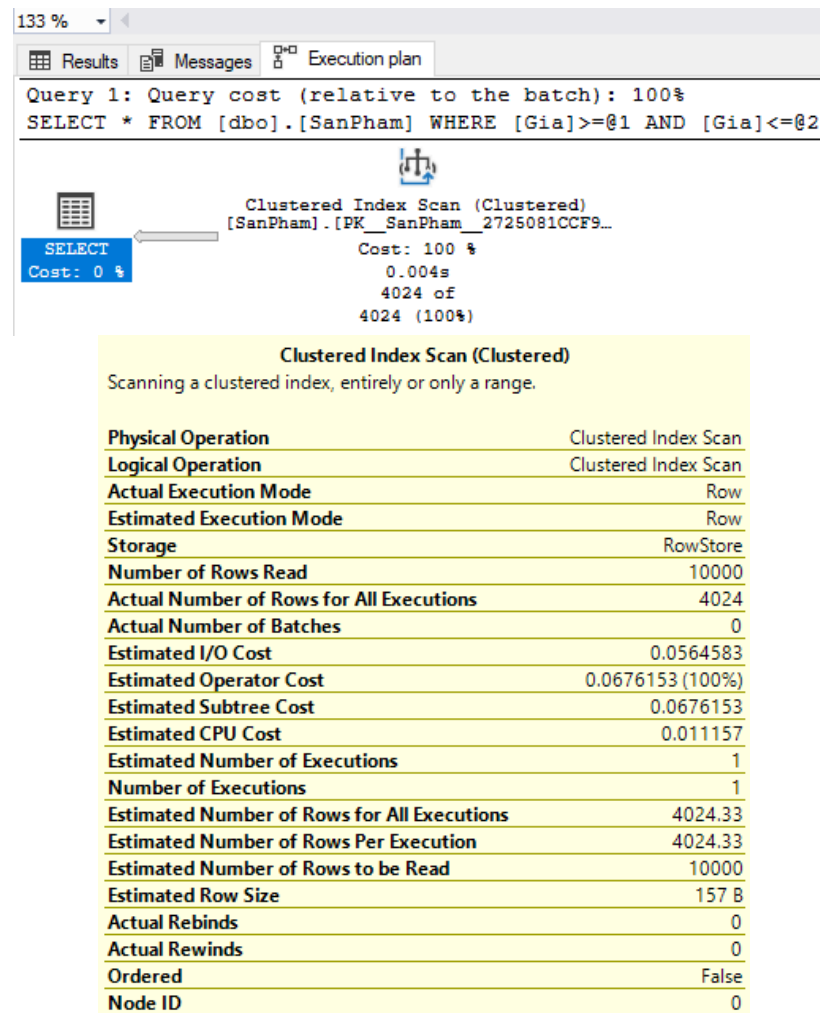 133 %
Results Messages Execution plan
Query 1: Query cost (relative to the batch): 100%
SELECT * FROM [dbo].[SanPham] WHERE [Gia]>=@1 AND [Gia]<=@2
Clustered Index Scan (Clustered)
[SanPham].[PK__SanPham__2725081CCF9…
SELECT
Cost: 0 %
Cost: 100 %
0.004s
4024 of
4024 (100%)
Clustered Index Scan (Clustered)
Scanning a clustered index, entirely or only a range.
Physical Operation Clustered Index Scan
Logical Operation Clustered Index Scan
Actual Execution Mode Row
Estimated Execution Mode Row
Storage RowStore
Number of Rows Read 10000
Actual Number of Rows for All Executions 4024
Actual Number of Batches 0
Estimated I/O Cost 0.0564583
Estimated Operator Cost 0.0676153 (100%)
Estimated Subtree Cost 0.0676153
Estimated CPU Cost 0.011157
Estimated Number of Executions 1
Number of Executions 1
Estimated Number of Rows for All Executions 4024.33
Estimated Number of Rows Per Execution 4024.33
Estimated Number of Rows to be Read 10000
Estimated Row Size 157 B
Actual Rebinds 0
Actual Rewinds 0
Ordered False
Node ID 0